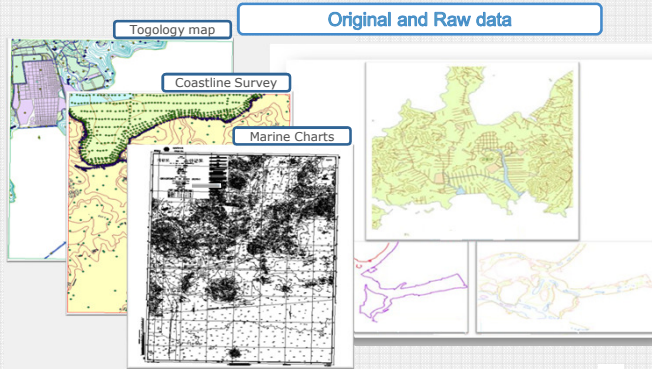 Original and Raw data
Togology map
Coastline Survey
Marine Charts